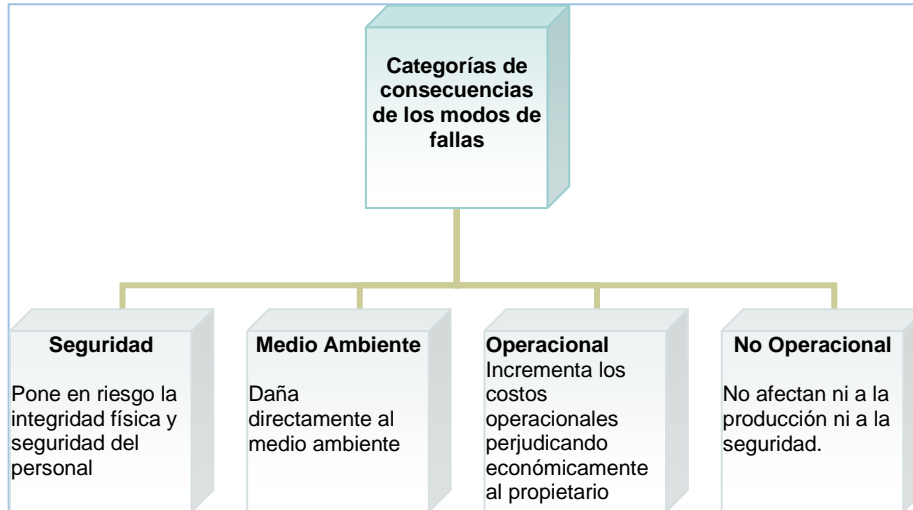 Categorías de
consecuencias
de los modos de
fallas
Seguridad
Pone en riesgo la
integridad física y
seguridad del
personal
Medio Ambiente
Daña
directamente al
medio ambiente
Operacional
Incrementa los
costos
operacionales
perjudicando
económicamente
al propietario
No Operacional
No afectan ni a la
producción ni a la
seguridad.